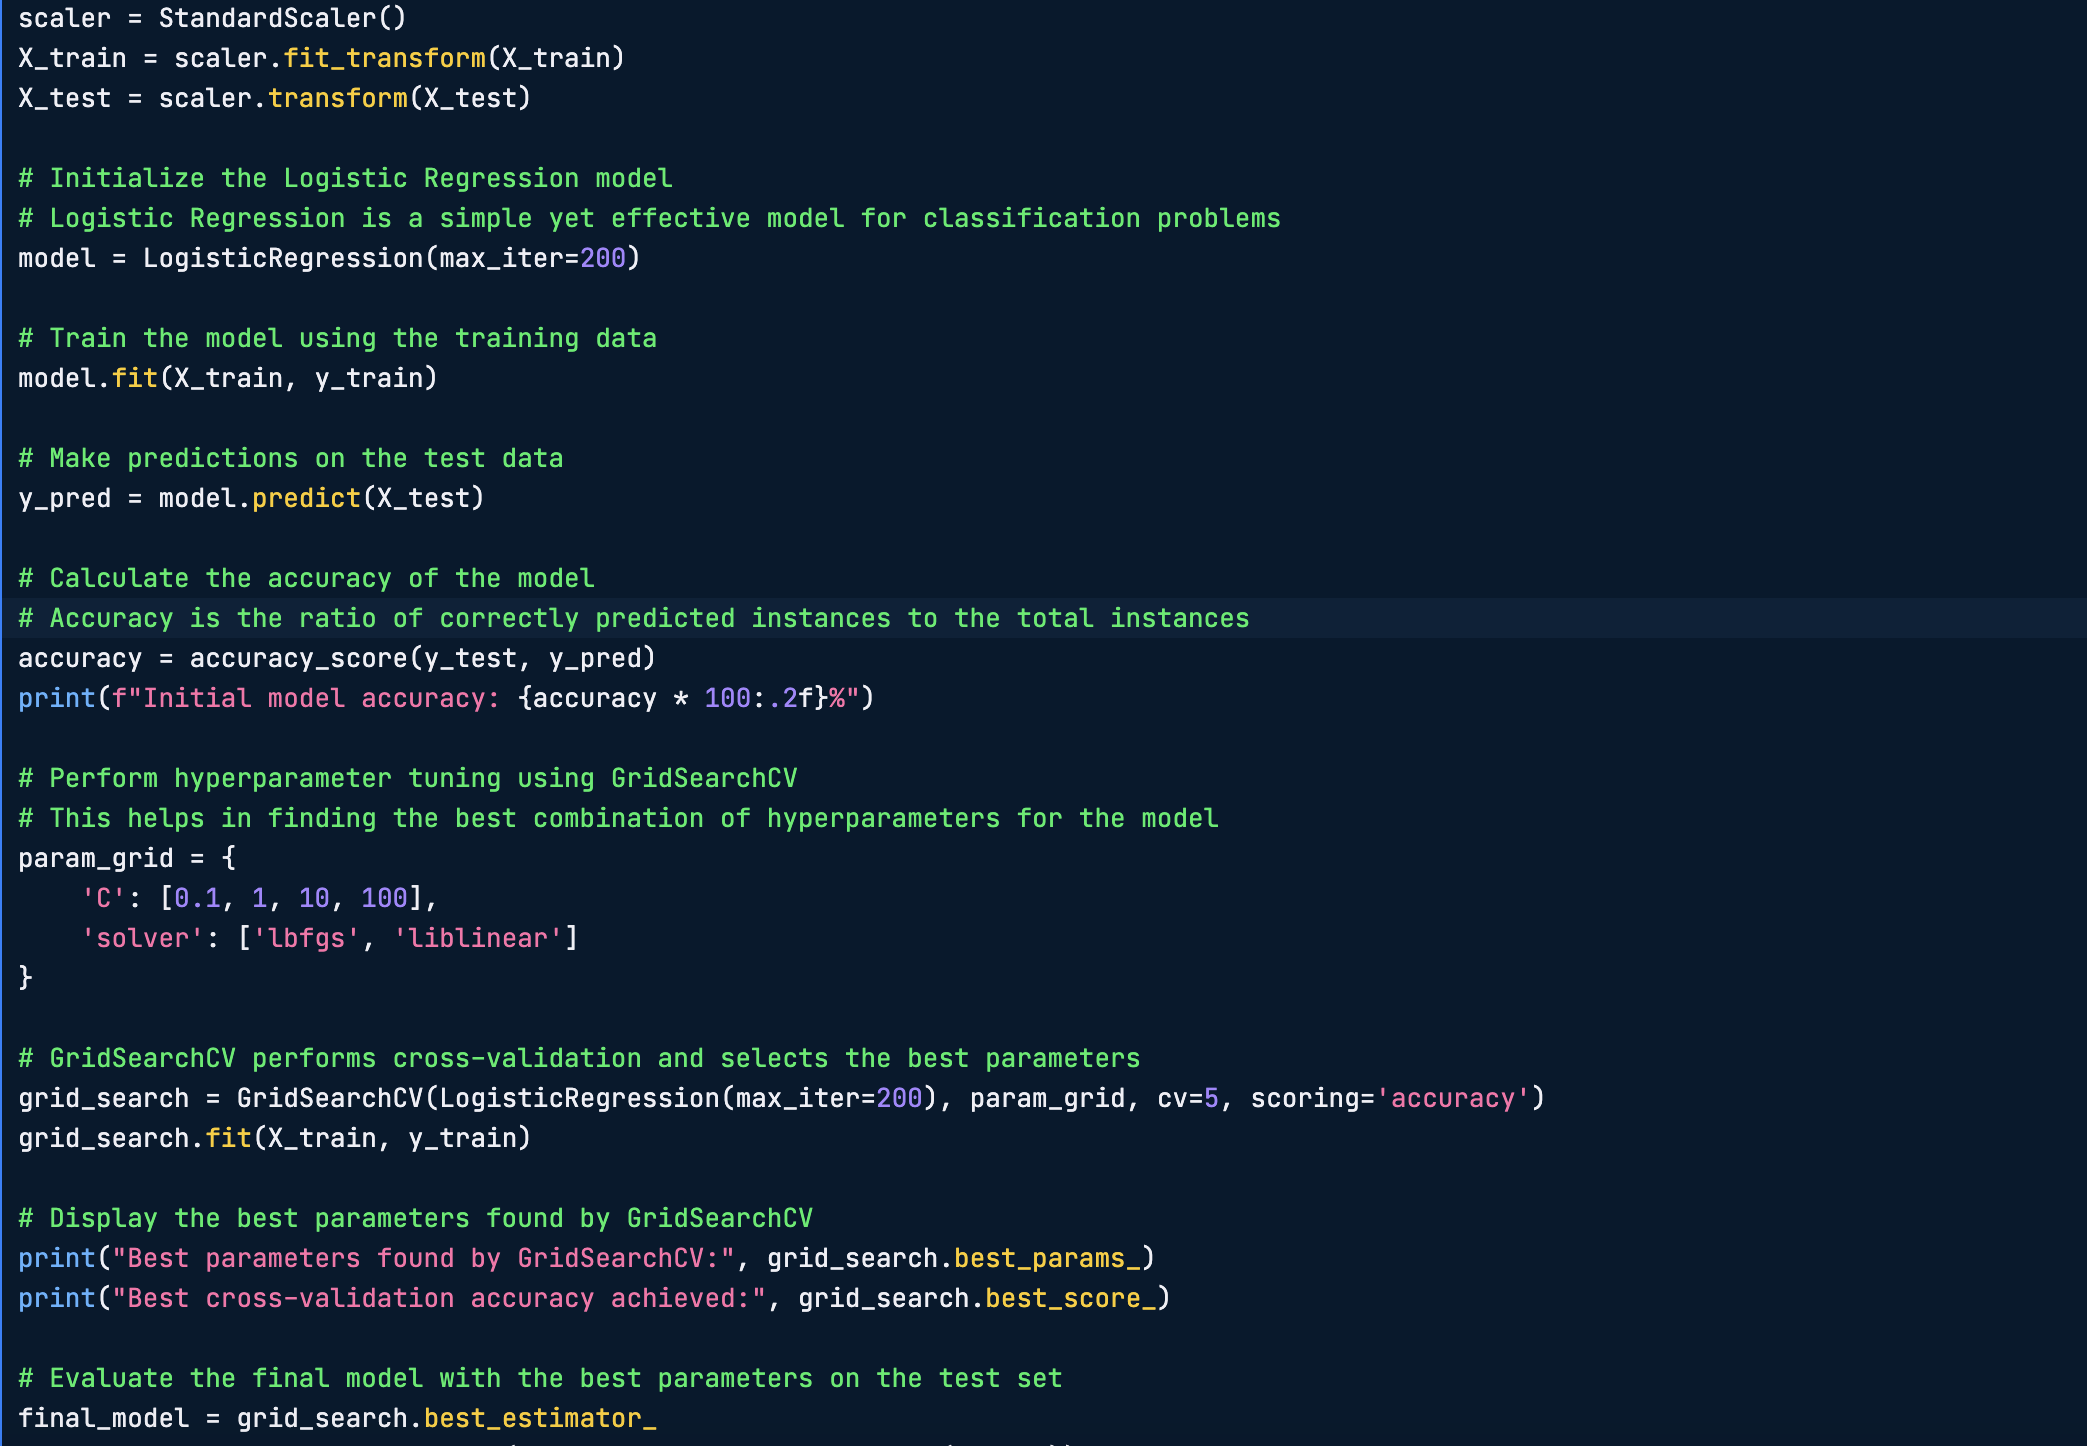 scaler = StandardScaler()
X_train = scaler.fit_transform(X_train)
X_test = scaler.transform(X_test)
# Initialize the Logistic Regression model
# Logistic Regression is a simple yet effective model for classification problems
model = LogisticRegression(max_iter=200)
# Train the model using the training data
model.fit(X_train, y_train)
# Make predictions on the test data
y_pred = model.predict(X_test)
# Calculate the accuracy of the model
# Accuracy is the ratio of correctly predicted instances to the total instances
accuracy = accuracy_score(y_test, y_pred)
print(f"Initial model accuracy: {accuracy * 100:.2f}%")
# Perform hyperparameter tuning using GridSearchCV
# This helps in finding the best combination of hyperparameters for the model
param_grid = {
    'C': [0.1, 1, 10, 100],
    'solver': ['lbfgs', 'liblinear']
}
# GridSearchCV performs cross-validation and selects the best parameters
grid_search = GridSearchCV(LogisticRegression(max_iter=200), param_grid, cv=5, scoring='accuracy')
grid_search.fit(X_train, y_train)
# Display the best parameters found by GridSearchCV
print("Best parameters found by GridSearchCV:", grid_search.best_params_)
print("Best cross-validation accuracy achieved:", grid_search.best_score_)
# Evaluate the final model with the best parameters on the test set
final_model = grid_search.best_estimator_